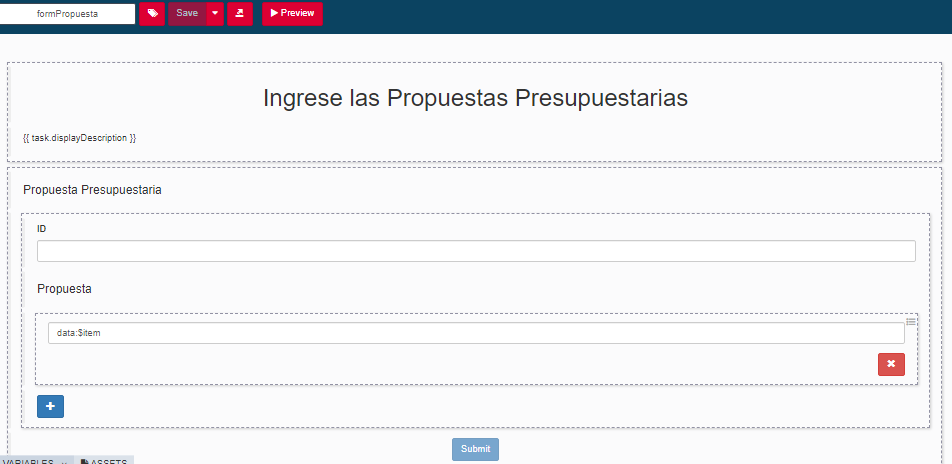 formPropuesta
Save
Preview
Ingrese las Propuestas Presupuestarias
{{ task.displayDescription }}
Propuesta Presupuestaria
ID
Propuesta
data:$item
Submit
VARIABLES
ASSETS